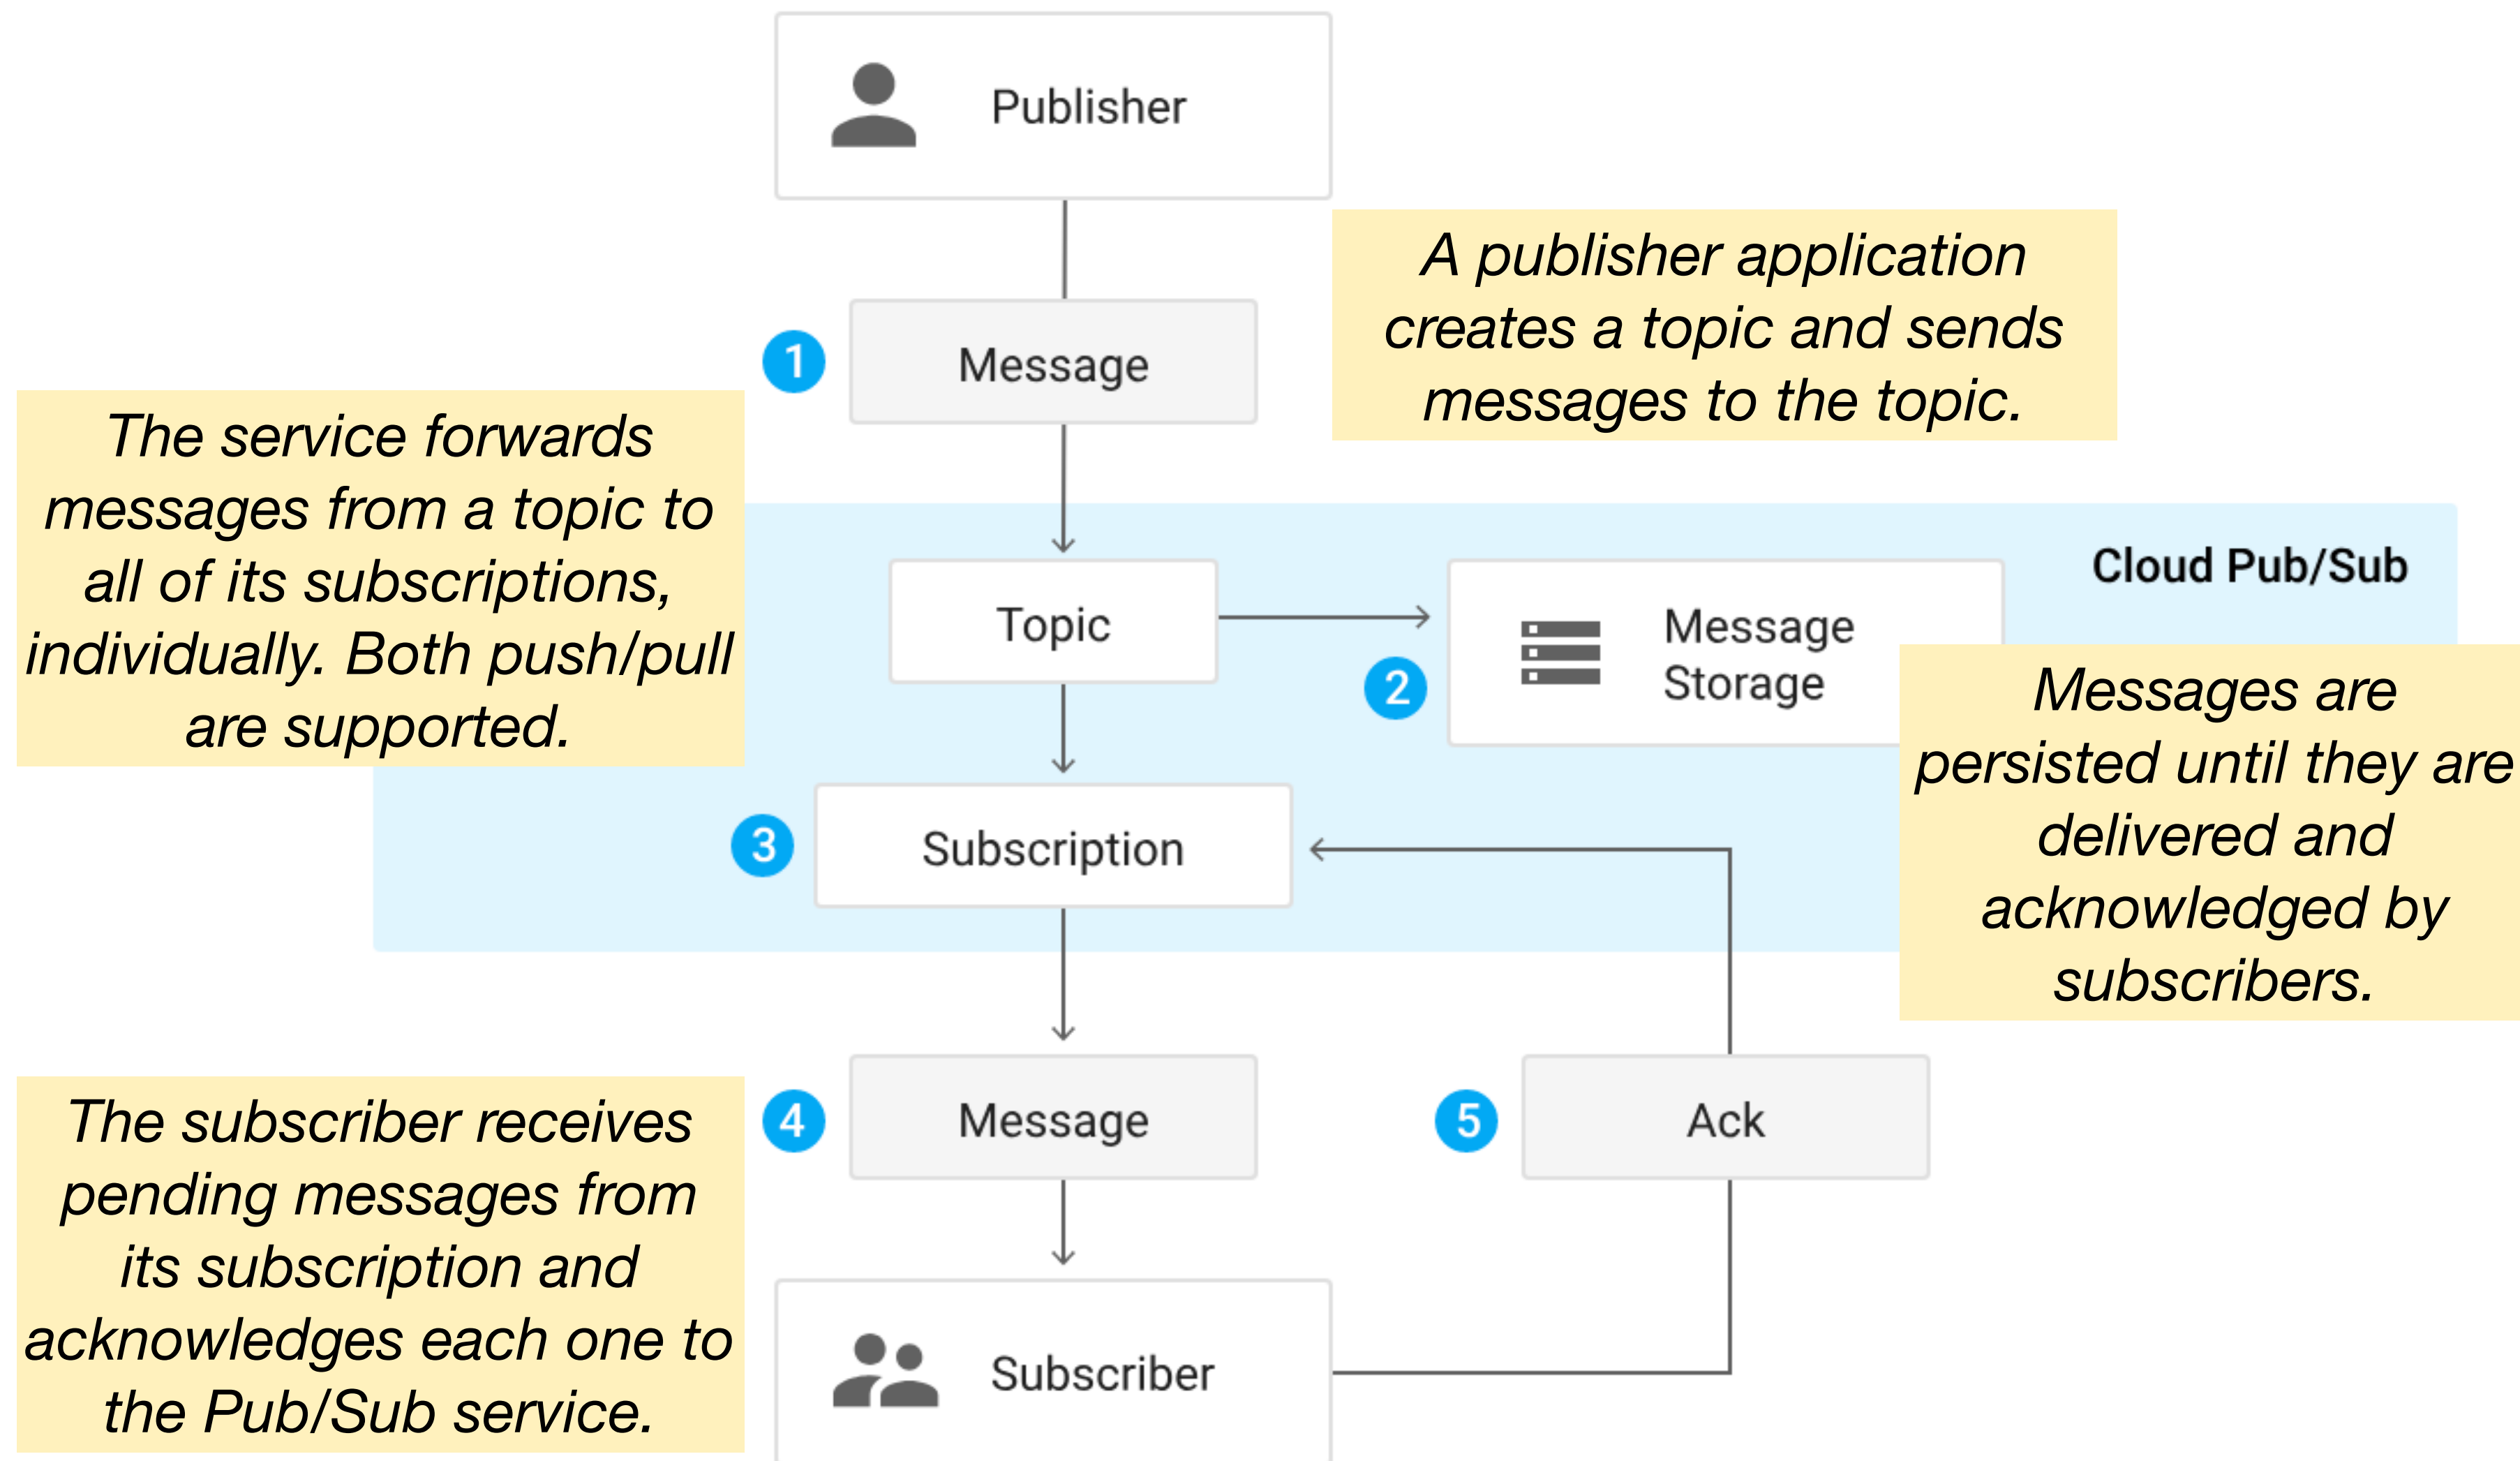 Publisher
A publisher application
creates a topic and sends
messages to the topic.
1
Message
The service forwards
messages from a topic to
all of its subscriptions,
individually. Both push/pull
are supported.
Cloud Pub/Sub
Topic
2
Message
Storage
Messages are
persisted until they are
delivered and
acknowledged by
subscribers.
3
Subscription
The subscriber receives
pending messages from
its subscription and
acknowledges each one to
the Pub/Sub service.
4
Message
5
Ack
Subscriber